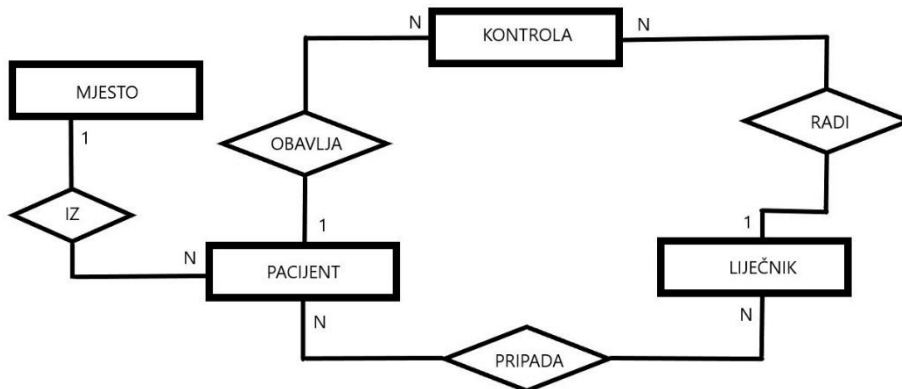 N
KONTROLA
N
MJESTO
1
OBAVLJA
RADI
IZ
1
1
N
PACIJENT
LIJEČNIK
N
N
PRIPADA